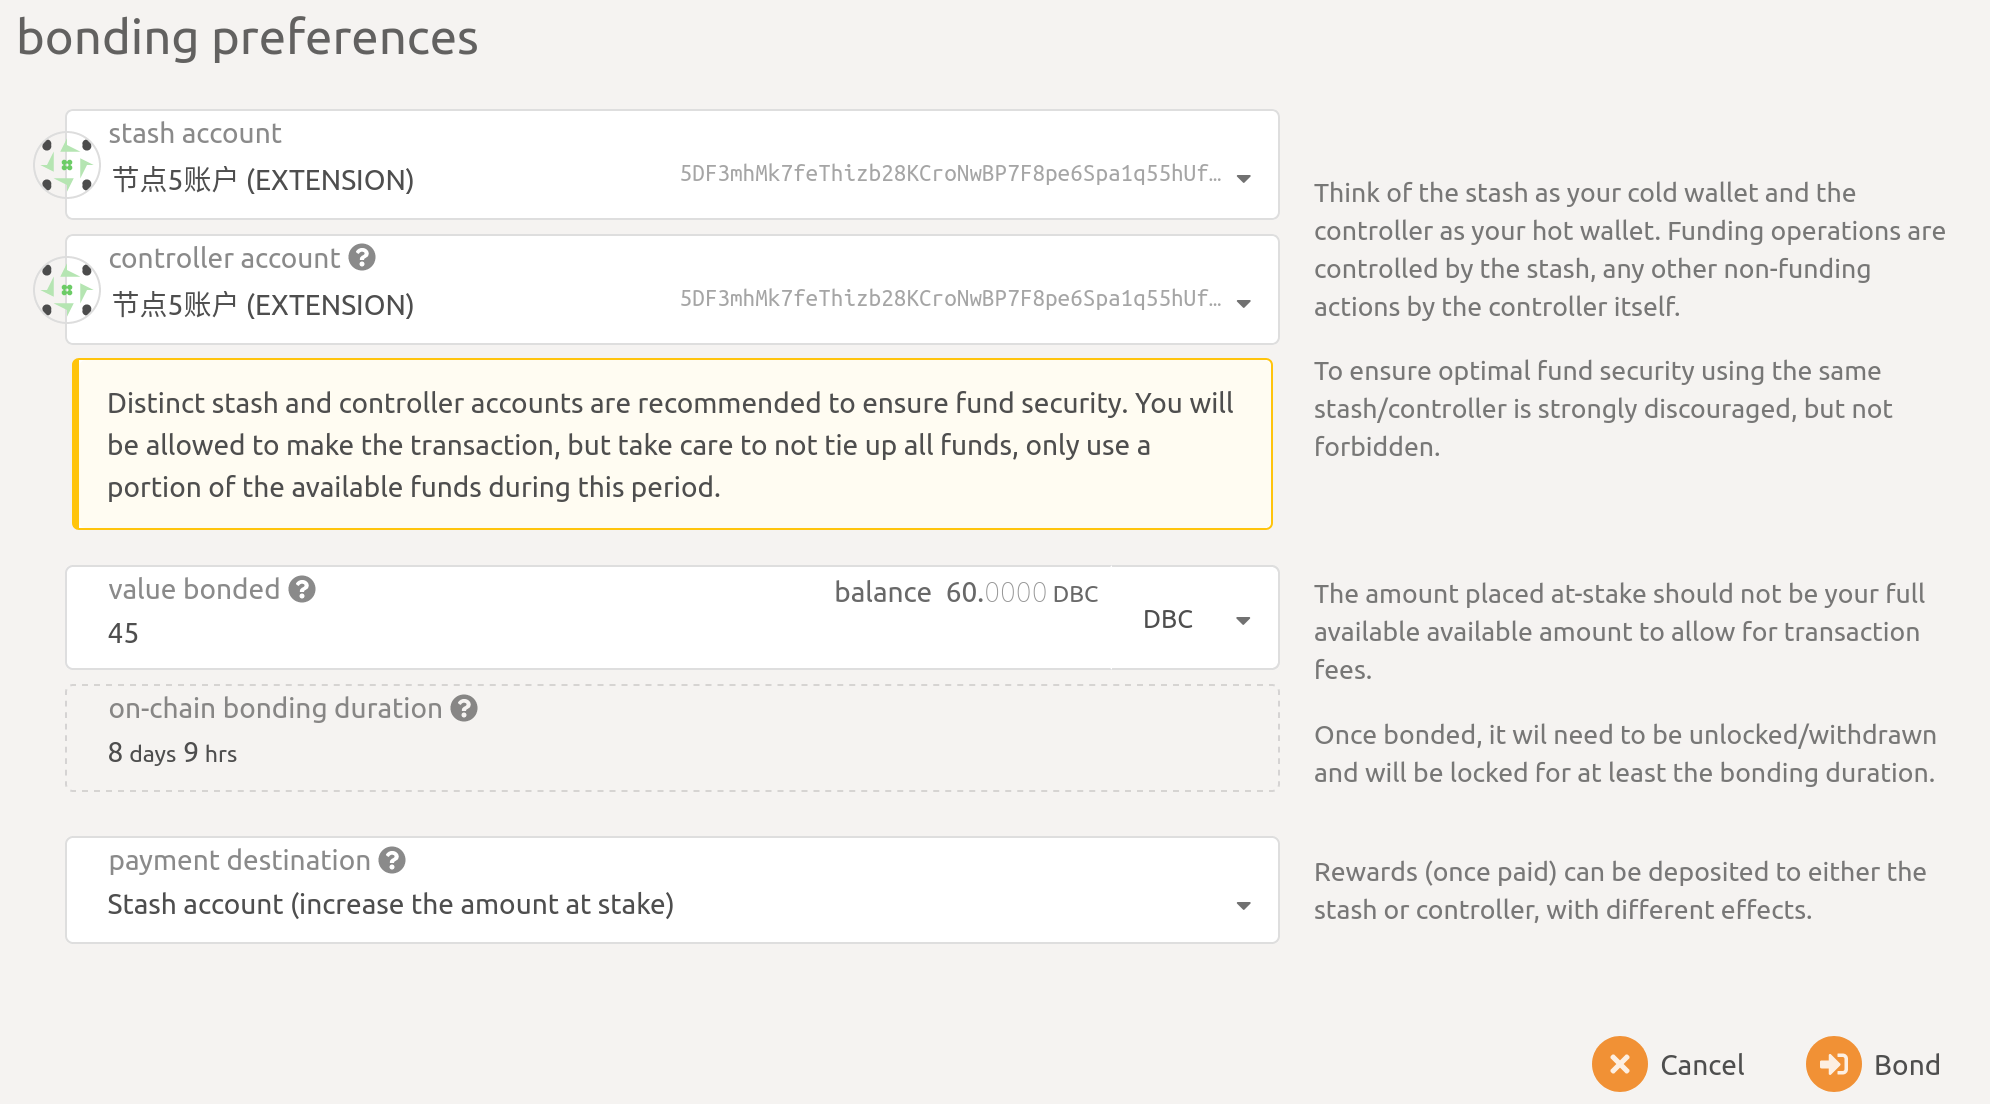 bonding preferences
stash account
节点5账户 (EXTENSION)
5DF3mhMk7feThizb28KCroNwBP7F8pe6Spa1q55hUf...
controller account
节点5账户 (EXTENSION)
5DF3mhMk7feThizb28KCroNwBP7F8pe6Spa1q55hUf...
Think of the stash as your cold wallet and the
controller as your hot wallet. Funding operations are
controlled by the stash, any other non-funding
actions by the controller itself.
To ensure optimal fund security using the same
stash/controller is strongly discouraged, but not
forbidden.
Distinct stash and controller accounts are recommended to ensure fund security. You will
be allowed to make the transaction, but take care to not tie up all funds, only use a
portion of the available funds during this period.
value bonded
balance 60.0000 DBC
45
DBC
on-chain bonding duration
8 days 9 hrs
The amount placed at-stake should not be your full
available available amount to allow for transaction
fees.
Once bonded, it wil need to be unlocked/withdrawn
and will be locked for at least the bonding duration.
payment destination
Stash account (increase the amount at stake)
Rewards (once paid) can be deposited to either the
stash or controller, with different effects.
Cancel
Bond